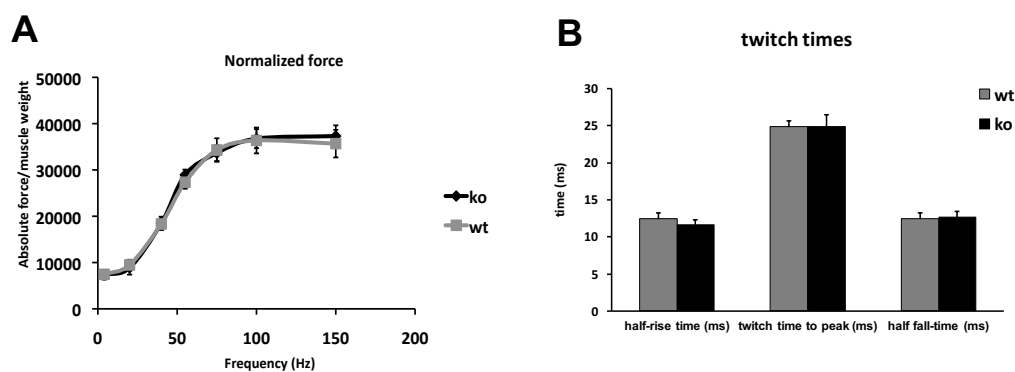 A
Normalized force
Absolute force/muscle weight
50000
40000
30000
20000
10000
0
0 50 100 150 200
Frequency (Hz)
ko
wt
B
twitch times
time (ms)
30
25
20
15
10
5
0
half-rise time (ms) twitch time to peak (ms) half fall-time (ms)
wt
ko